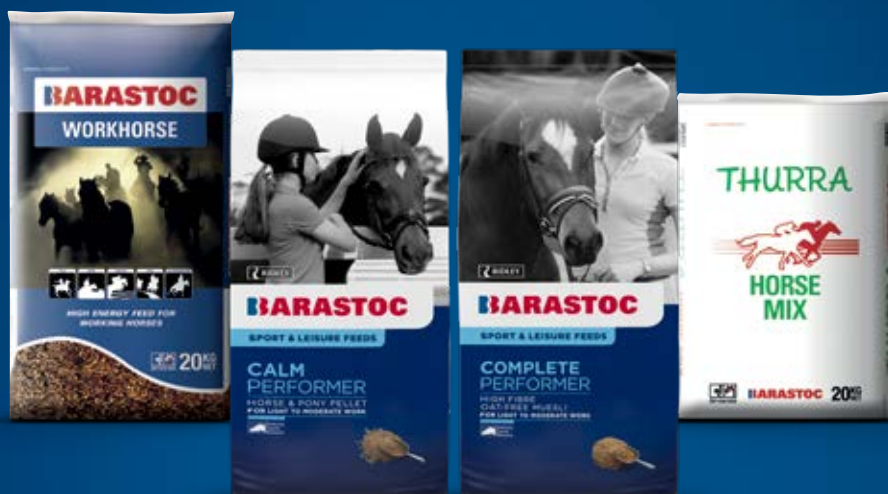 BARASTOC
WORKHORSE
HIGH ENERGY FEED FOR
WORKING HORSES
20KG
NET
RIDLEY
BARASTOC
SPORT & LEISURE FEEDS
CALM
PERFORMER
HORSE & PONY PELLET
FOR LIGHT TO MODERATE WORK
RIDLEY
BARASTOC
SPORT & LEISURE FEEDS
COMPLETE
PERFORMER
HIGH FIBRE
OAT-FREE MUESLI
FOR LIGHT TO MODERATE WORK
THURRA
HORSE
MIX
BARASTOC 20KG
NET